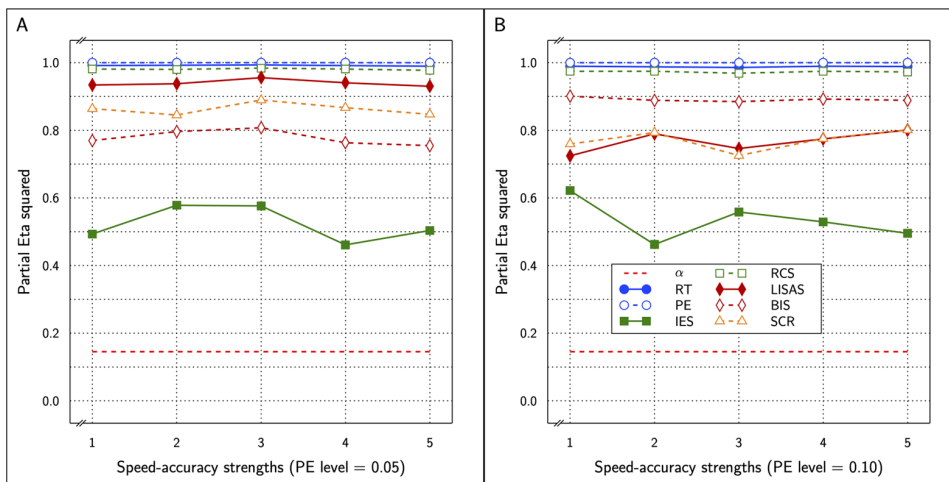 A
Partial Eta squared
1.0
0.8
0.6
0.4
0.2
0.0
1 2 3 4 5
Speed-accuracy strengths (PE level = 0.05)
B
Partial Eta squared
1.0
0.8
0.6
0.4
0.2
0.0
α RCS
RT LISAS
PE BIS
IES SCR
1 2 3 4 5
Speed-accuracy strengths (PE level = 0.10)